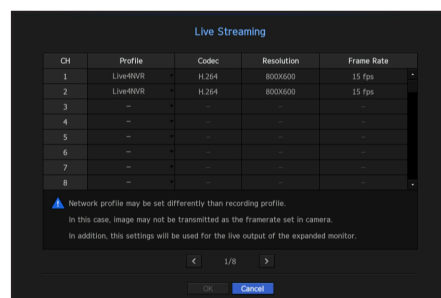 Live Streaming
CH Profile Codec Resolution Frame Rate
1 Live4NVR H.264 800X600 15 fps
2 Live4NVR H.264 800X600 15 fps
3 -- -- -- --
4 -- -- -- --
5 -- -- -- --
6 -- -- -- --
7 -- -- -- --
8 -- -- -- --
Network profile may be set differently than recording profile.
In this case, image may not be transmitted as the framerate set in camera.
In addition, this settings will be used for the live output of the expanded monitor.
< 1/8 >
OK Cancel